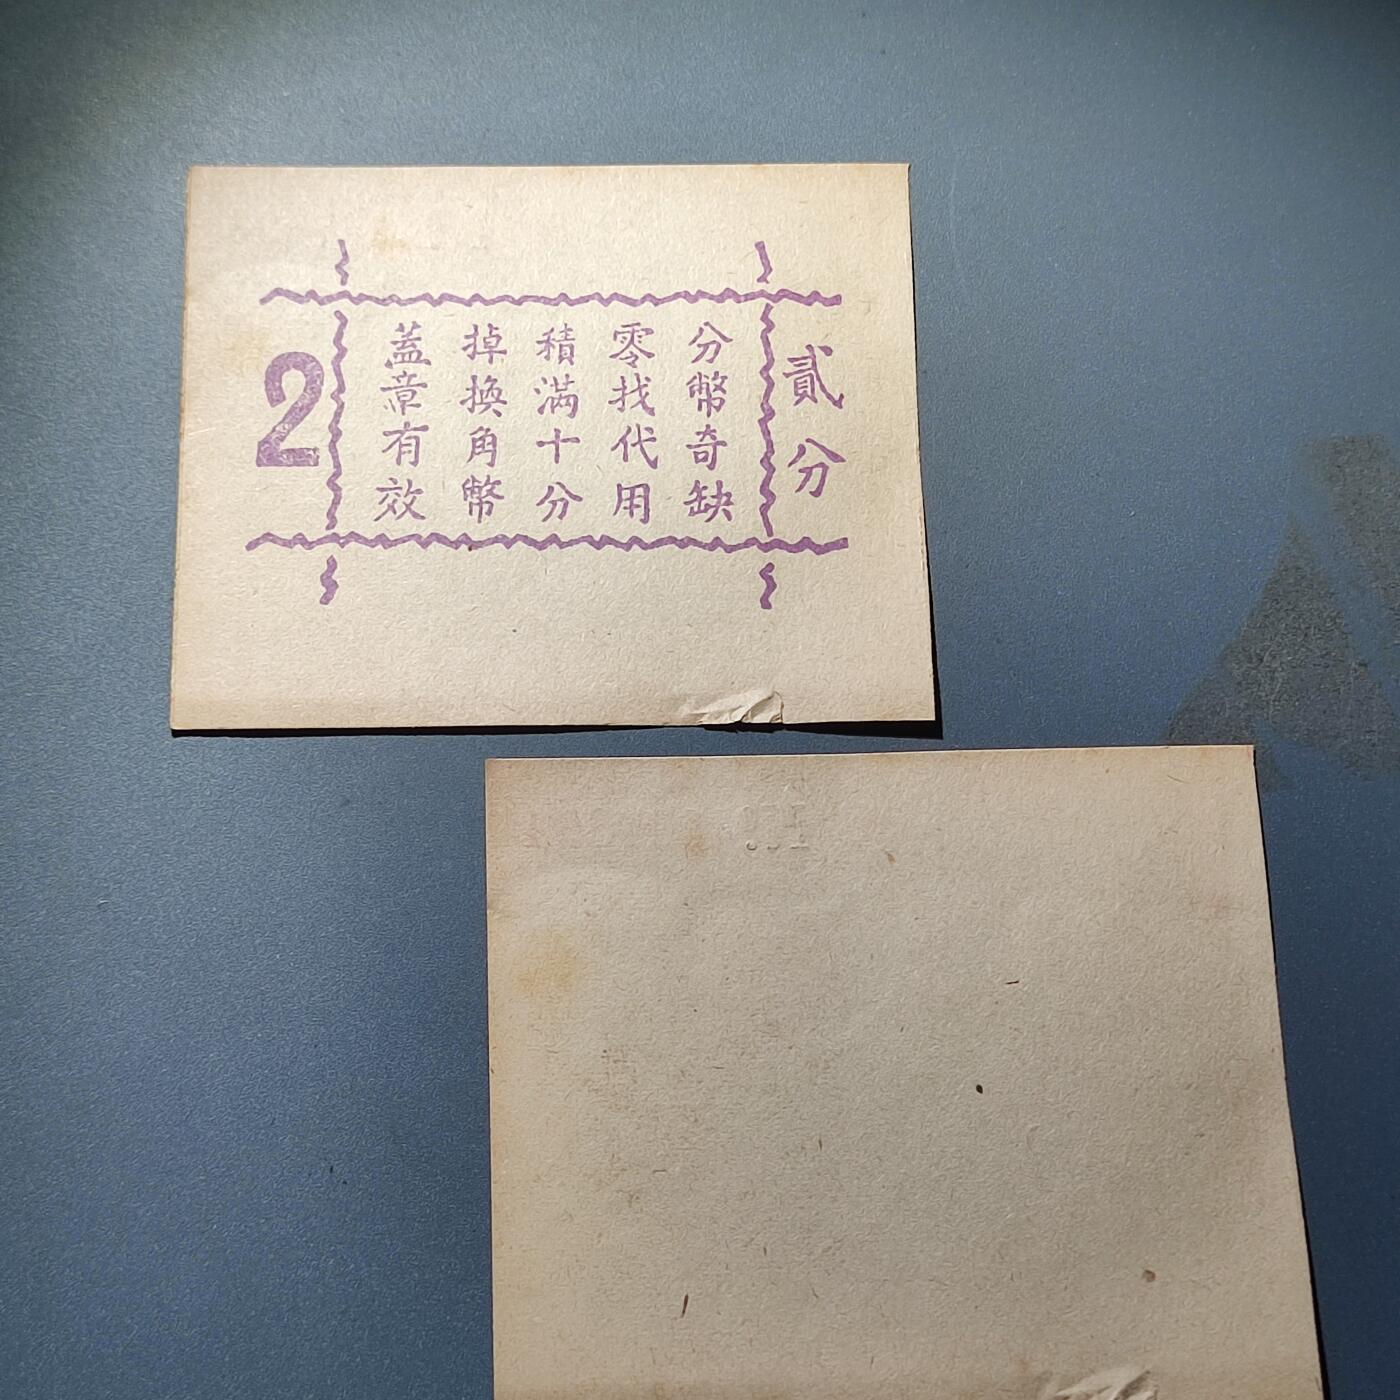 貳分
分幣奇缺
零找代用
積滿十分
掉換角幣
蓋章有效
2